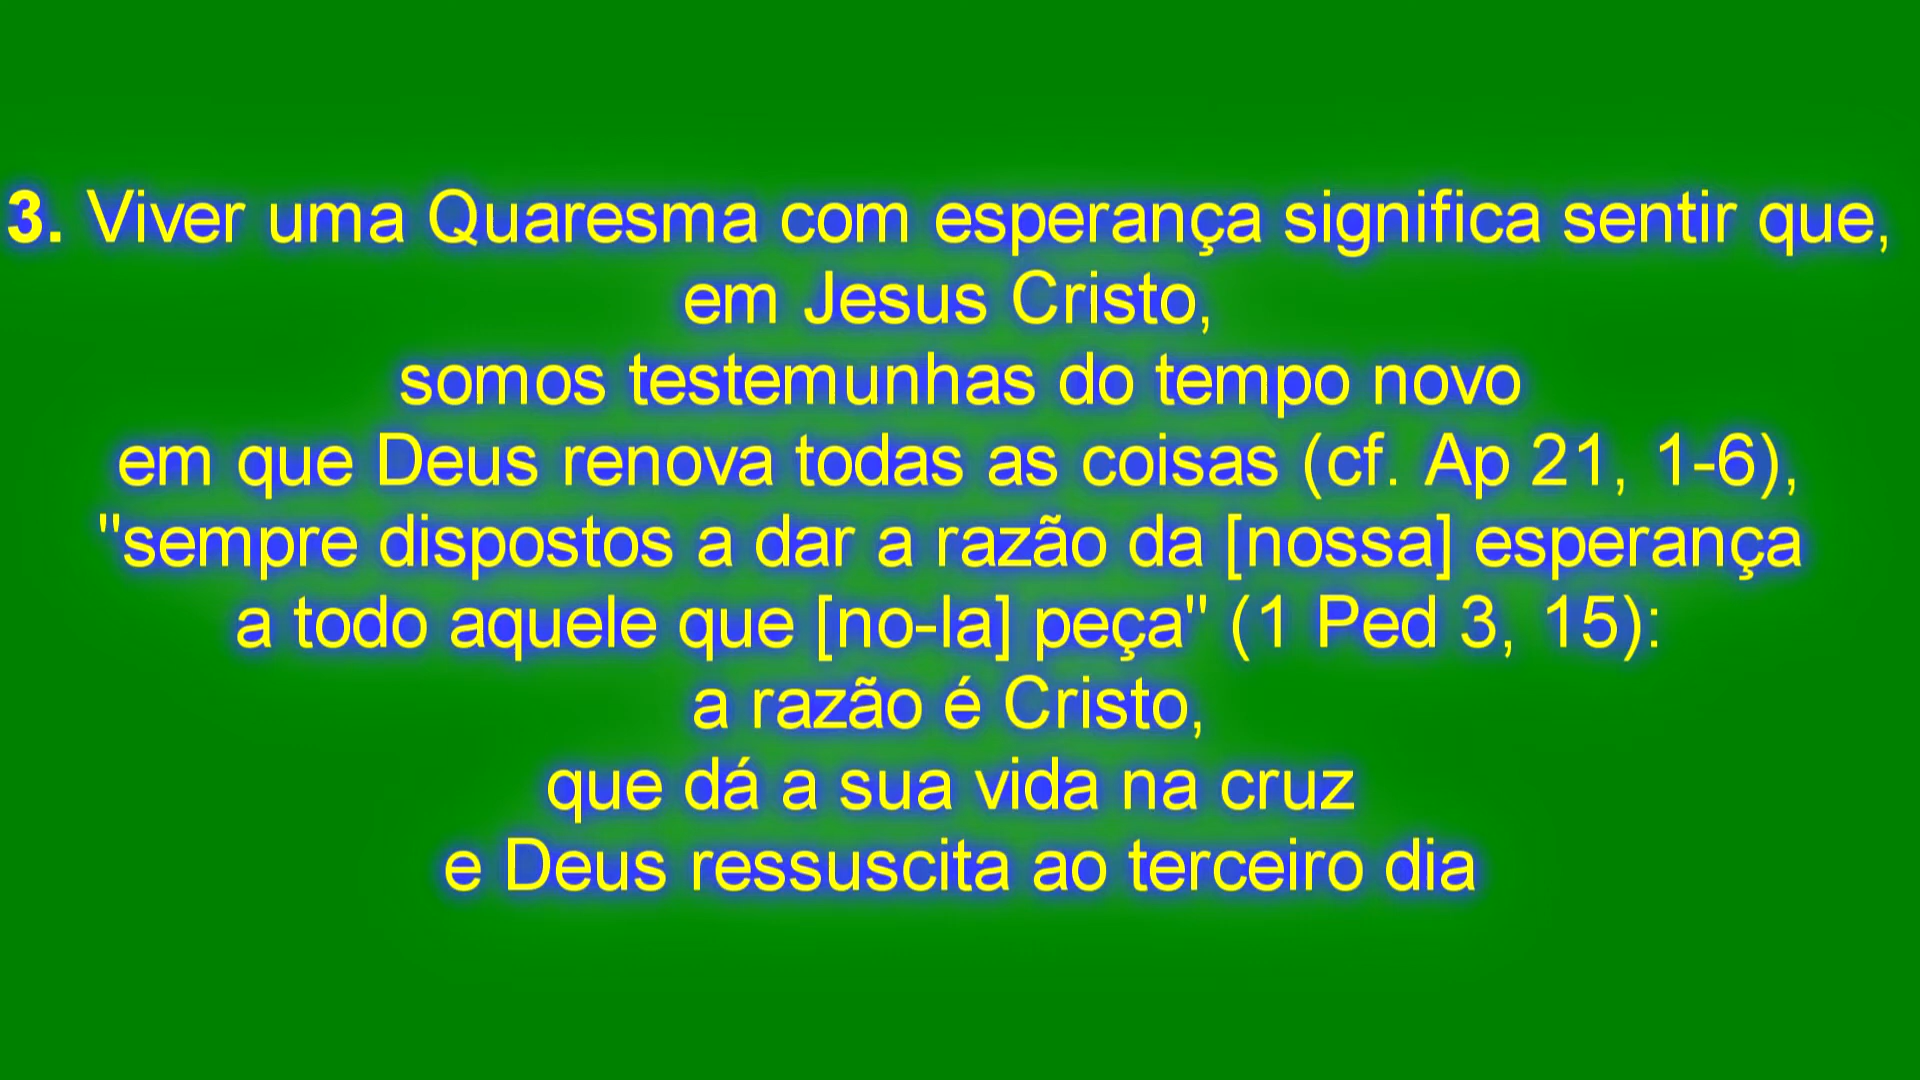 3. Viver uma Quaresma com esperança significa sentir que,
em Jesus Cristo,
somos testemunhas do tempo novo
em que Deus renova todas as coisas (cf. Ap 21, 1-6),
"sempre dispostos a dar a razão da [nossa] esperança
a todo aquele que [no-la] peça" (1 Ped 3, 15):
a razão é Cristo,
que dá a sua vida na cruz
e Deus ressuscita ao terceiro dia